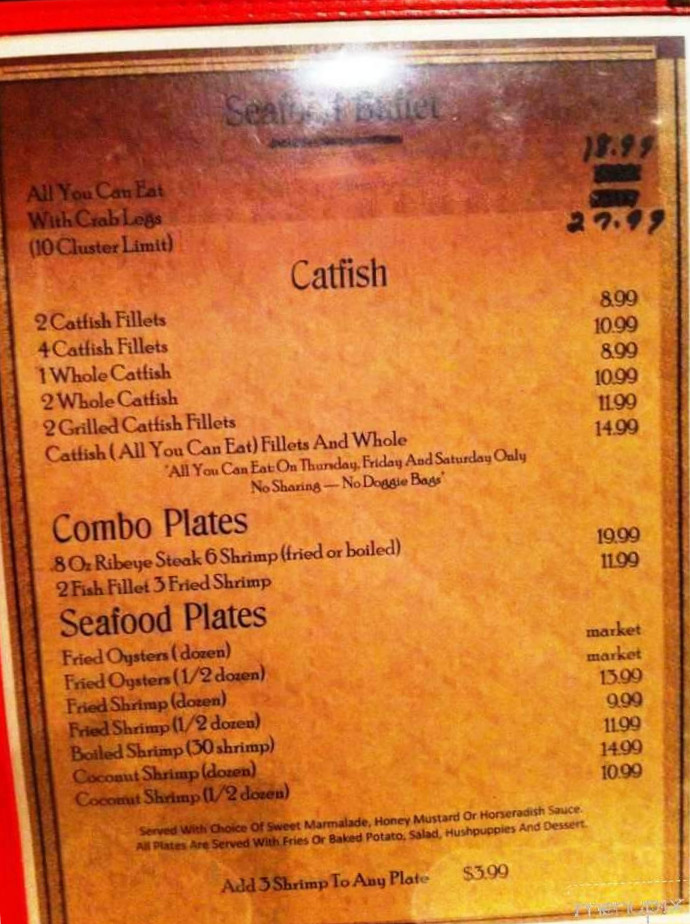 Seafood Buffet
18.99
All You Can Eat
With Crab Legs 27.99
(10 Cluster Limit)
Catfish
2 Catfish Fillets 8.99
4 Catfish Fillets 10.99
1 Whole Catfish 8.99
2 Whole Catfish 10.99
2 Grilled Catfish Fillets 11.99
Catfish ( All You Can Eat) Fillets And Whole 14.99
"All You Can Eat: On Thursday, Friday And Saturday Only
No Sharing — No Doggie Bags"
Combo Plates
8 Oz Ribeye Steak 6 Shrimp (fried or boiled) 19.99
2 Fish Fillet 3 Fried Shrimp 11.99
Seafood Plates
Fried Oysters ( dozen) market
Fried Oysters (1/2 dozen) market
Fried Shrimp (dozen) 13.99
Fried Shrimp (1/2 dozen) 9.99
Boiled Shrimp (30 shrimp) 11.99
Coconut Shrimp (dozen) 14.99
Coconut Shrimp (1/2 dozen) 10.99
Served With Choice Of Sweet Marmalade, Honey Mustard Or Horseradish Sauce.
All Plates Are Served With Fries Or Baked Potato, Salad, Hushpuppies And Dessert.
Add 3 Shrimp To Any Plate $3.99
menupix